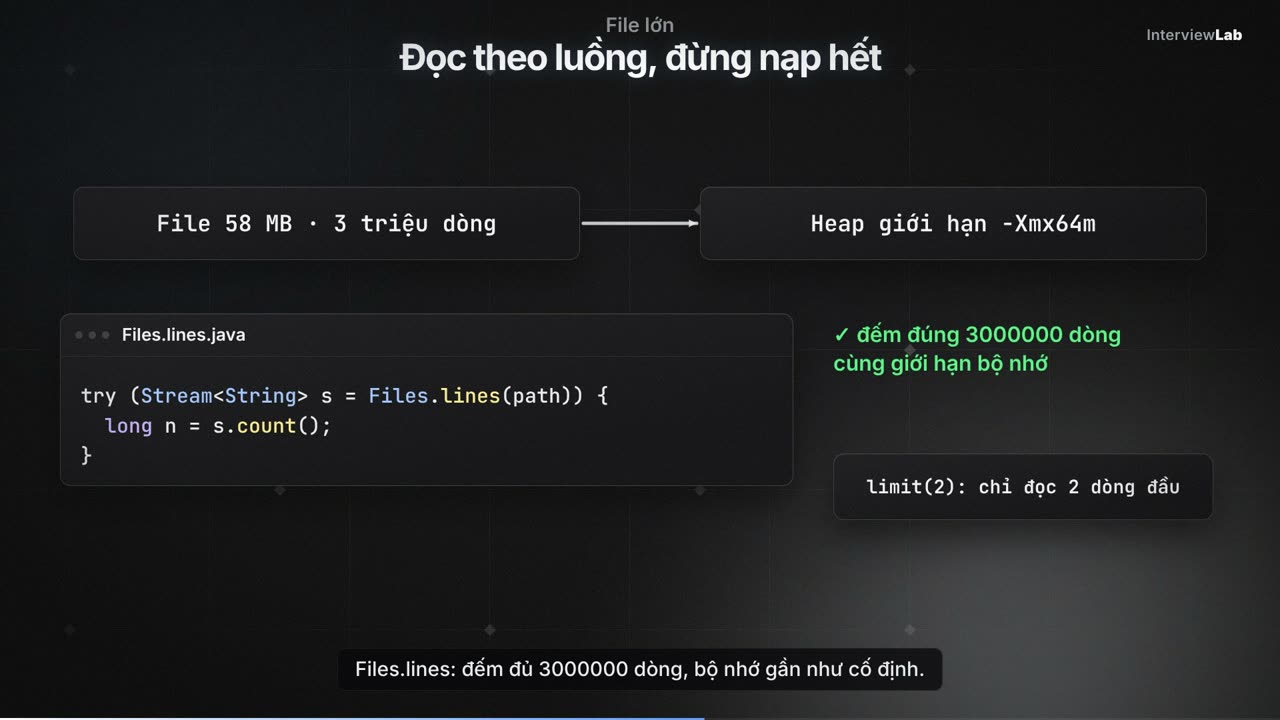 File lớn
Đọc theo luồng, đừng nạp hết
InterviewLab
File 58 MB · 3 triệu dòng
Heap giới hạn -Xmx64m
Files.lines.java
try (Stream<String> s = Files.lines(path)) {
  long n = s.count();
}
✓ đếm đúng 3000000 dòng
cùng giới hạn bộ nhớ
limit(2): chỉ đọc 2 dòng đầu
Files.lines: đếm đủ 3000000 dòng, bộ nhớ gần như cố định.